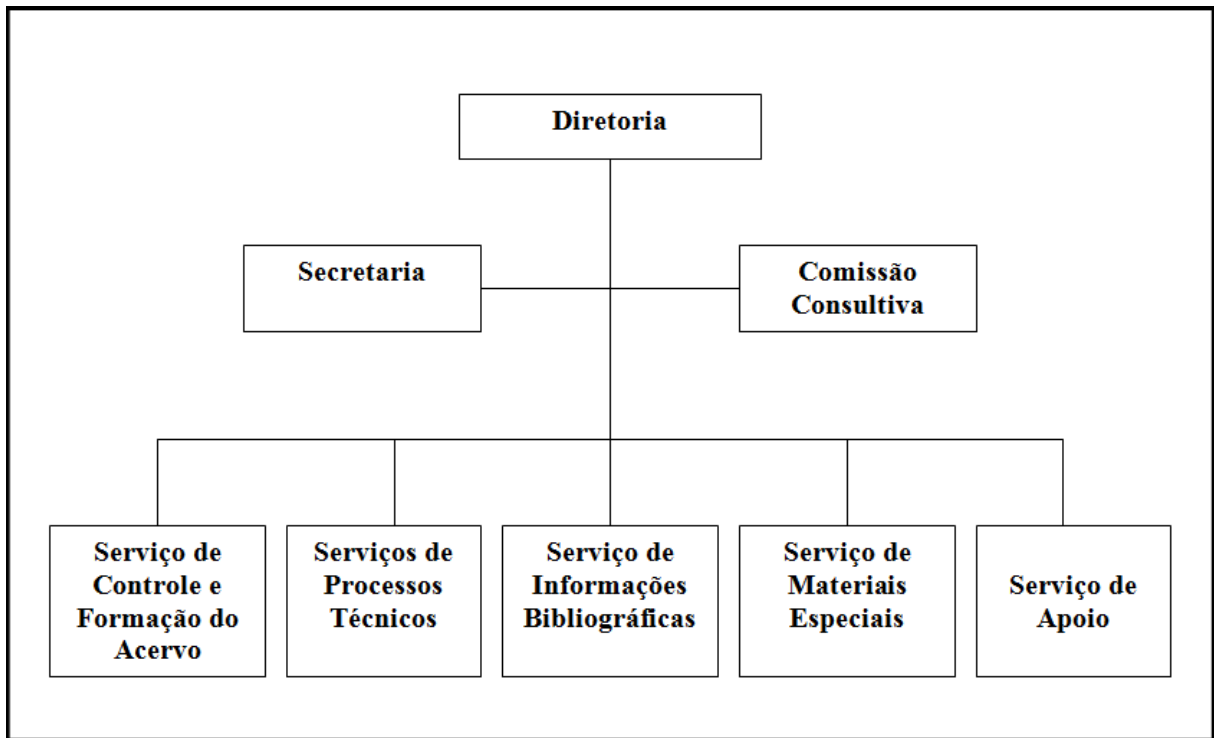 Diretoria
Secretaria
Comissão
Consultiva
Serviço de
Controle e
Formação do
Acervo
Serviços de
Processos
Técnicos
Serviço de
Informações
Bibliográficas
Serviço de
Materiais
Especiais
Serviço de
Apoio